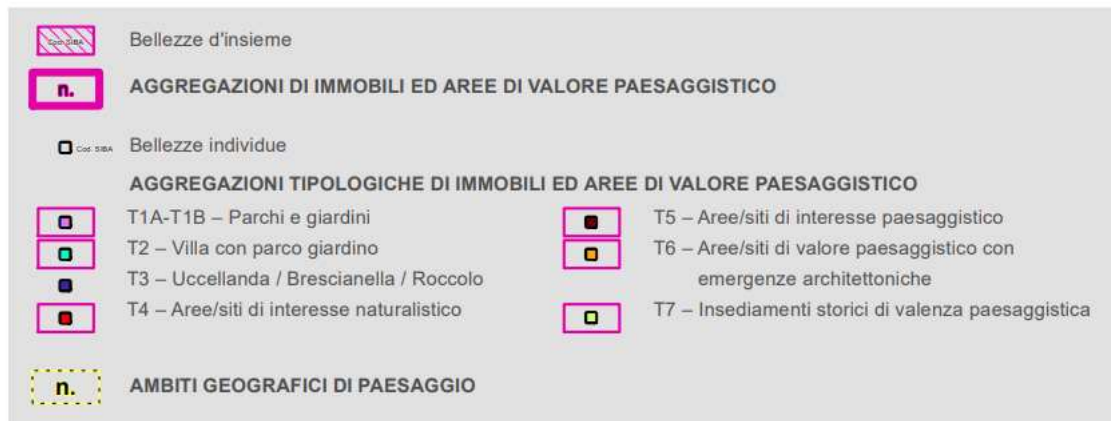 Cod. SIBA
Bellezze d'insieme
n.
AGGREGAZIONI DI IMMOBILI ED AREE DI VALORE PAESAGGISTICO
Cod. SIBA
Bellezze individue
AGGREGAZIONI TIPOLOGICHE DI IMMOBILI ED AREE DI VALORE PAESAGGISTICO
T1A-T1B – Parchi e giardini
T2 – Villa con parco giardino
T3 – Uccellanda / Brescianella / Roccolo
T4 – Aree/siti di interesse naturalistico
T5 – Aree/siti di interesse paesaggistico
T6 – Aree/siti di valore paesaggistico con
emergenze architettoniche
T7 – Insediamenti storici di valenza paesaggistica
n.
AMBITI GEOGRAFICI DI PAESAGGIO